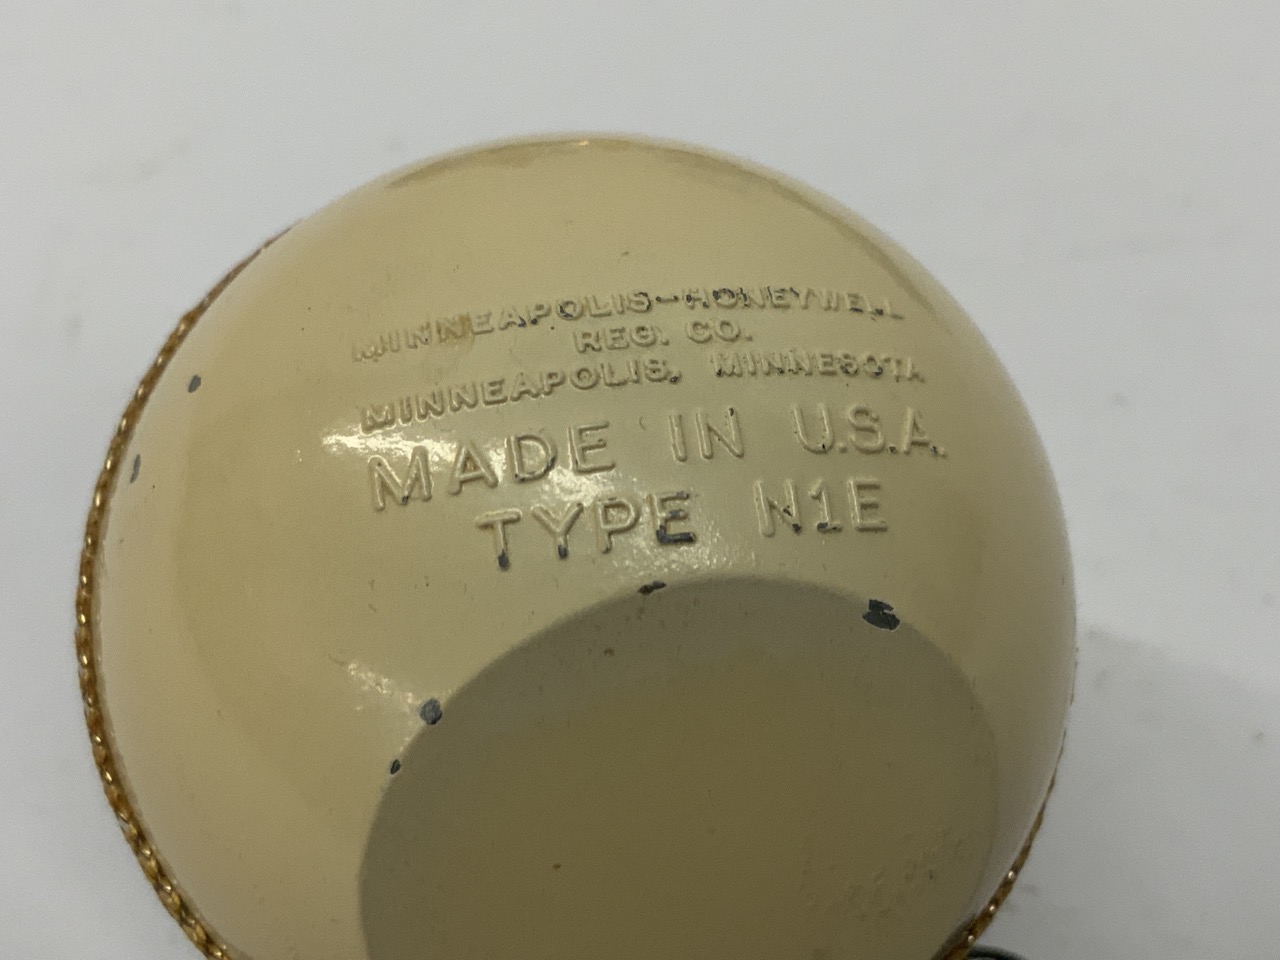 MINNEAPOLIS-HONEYWELL
REG. CO.
MINNEAPOLIS, MINNESOTA
MADE IN U.S.A.
TYPE N1E